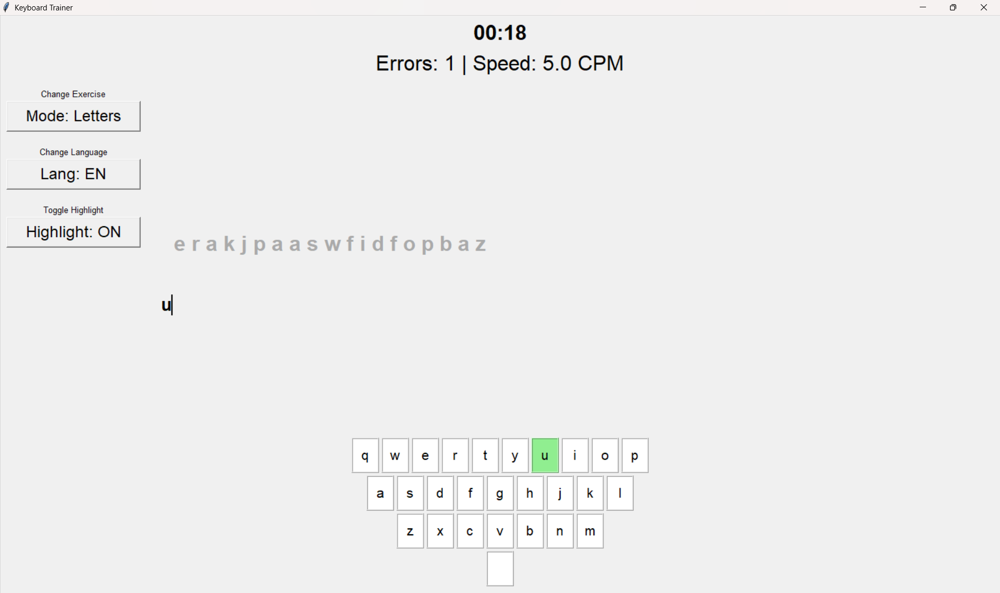 Keyboard Trainer
00:18
Errors: 1 | Speed: 5.0 CPM
Change Exercise
Mode: Letters
Change Language
Lang: EN
Toggle Highlight
Highlight: ON
e r a k j p a a s w f i d f o p b a z
u
q w e r t y u i o p
a s d f g h j k l
z x c v b n m